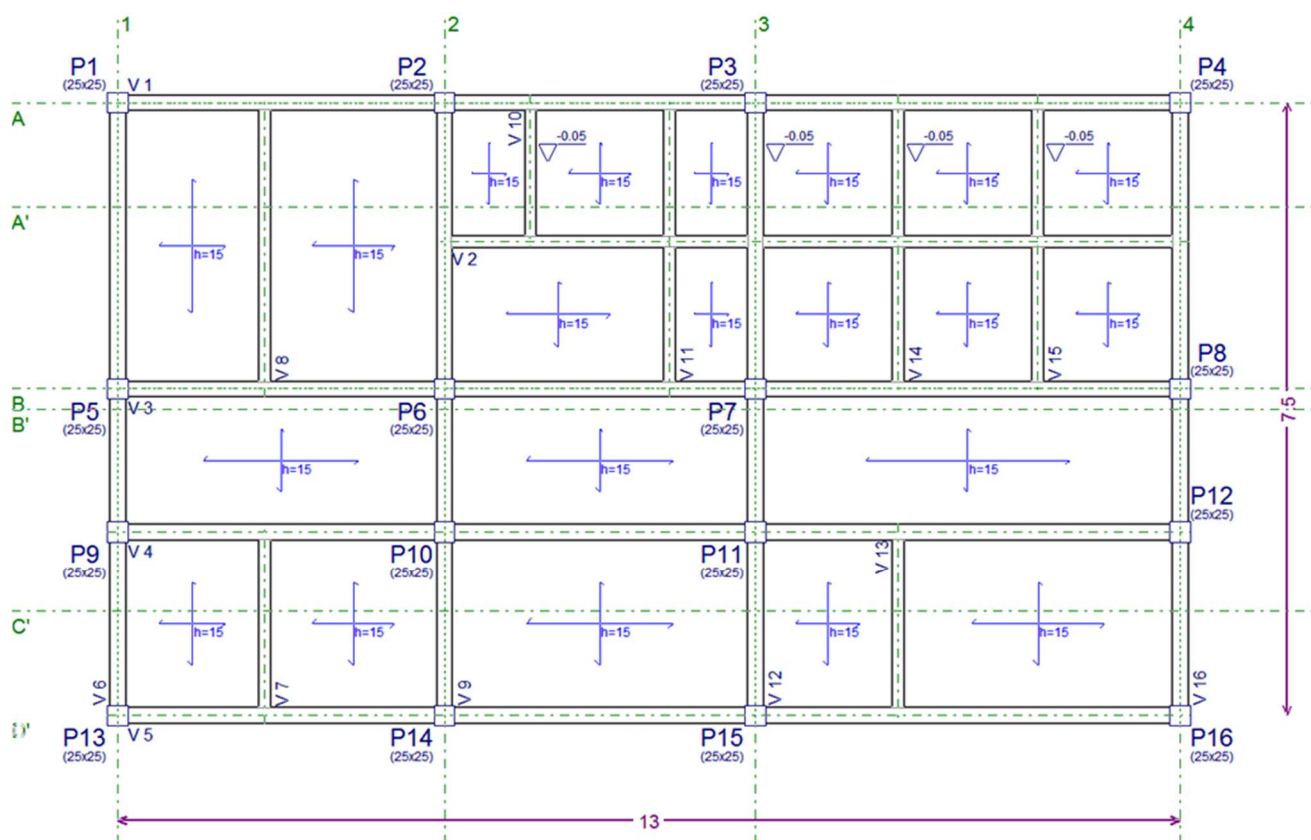 1 2 3 4
P1 P2 P3 P4
(25x25) (25x25) (25x25) (25x25)
V 1
A
V 10
-0.05 -0.05 -0.05 -0.05
h=15 h=15 h=15 h=15 h=15 h=15
A'
h=15 h=15
V 2
h=15 h=15 h=15 h=15 h=15
V 8 V 11 V 14 V 15
P8
(25x25)
B
V 3
P5 P6 P7
(25x25) (25x25) (25x25)
B'
7.5
h=15 h=15 h=15
P12
(25x25)
V 4
P9 P10 P11
(25x25) (25x25) (25x25)
V 13
C'
h=15 h=15 h=15 h=15 h=15
V 6 V 7 V 9 V 12 V 16
P13 P14 P15 P16
(25x25) (25x25) (25x25) (25x25)
V 5
13